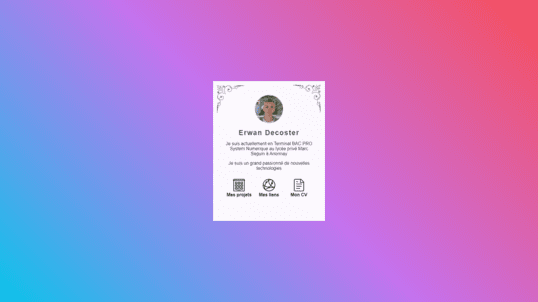 Erwan Decoster
Je suis actuellement en Terminal BAC PRO
System Numerique au lycée privé Marc
Seguin à Annonay
Je suis un grand passionné de nouvelles
technologies
Mes projets Mes liens Mon CV